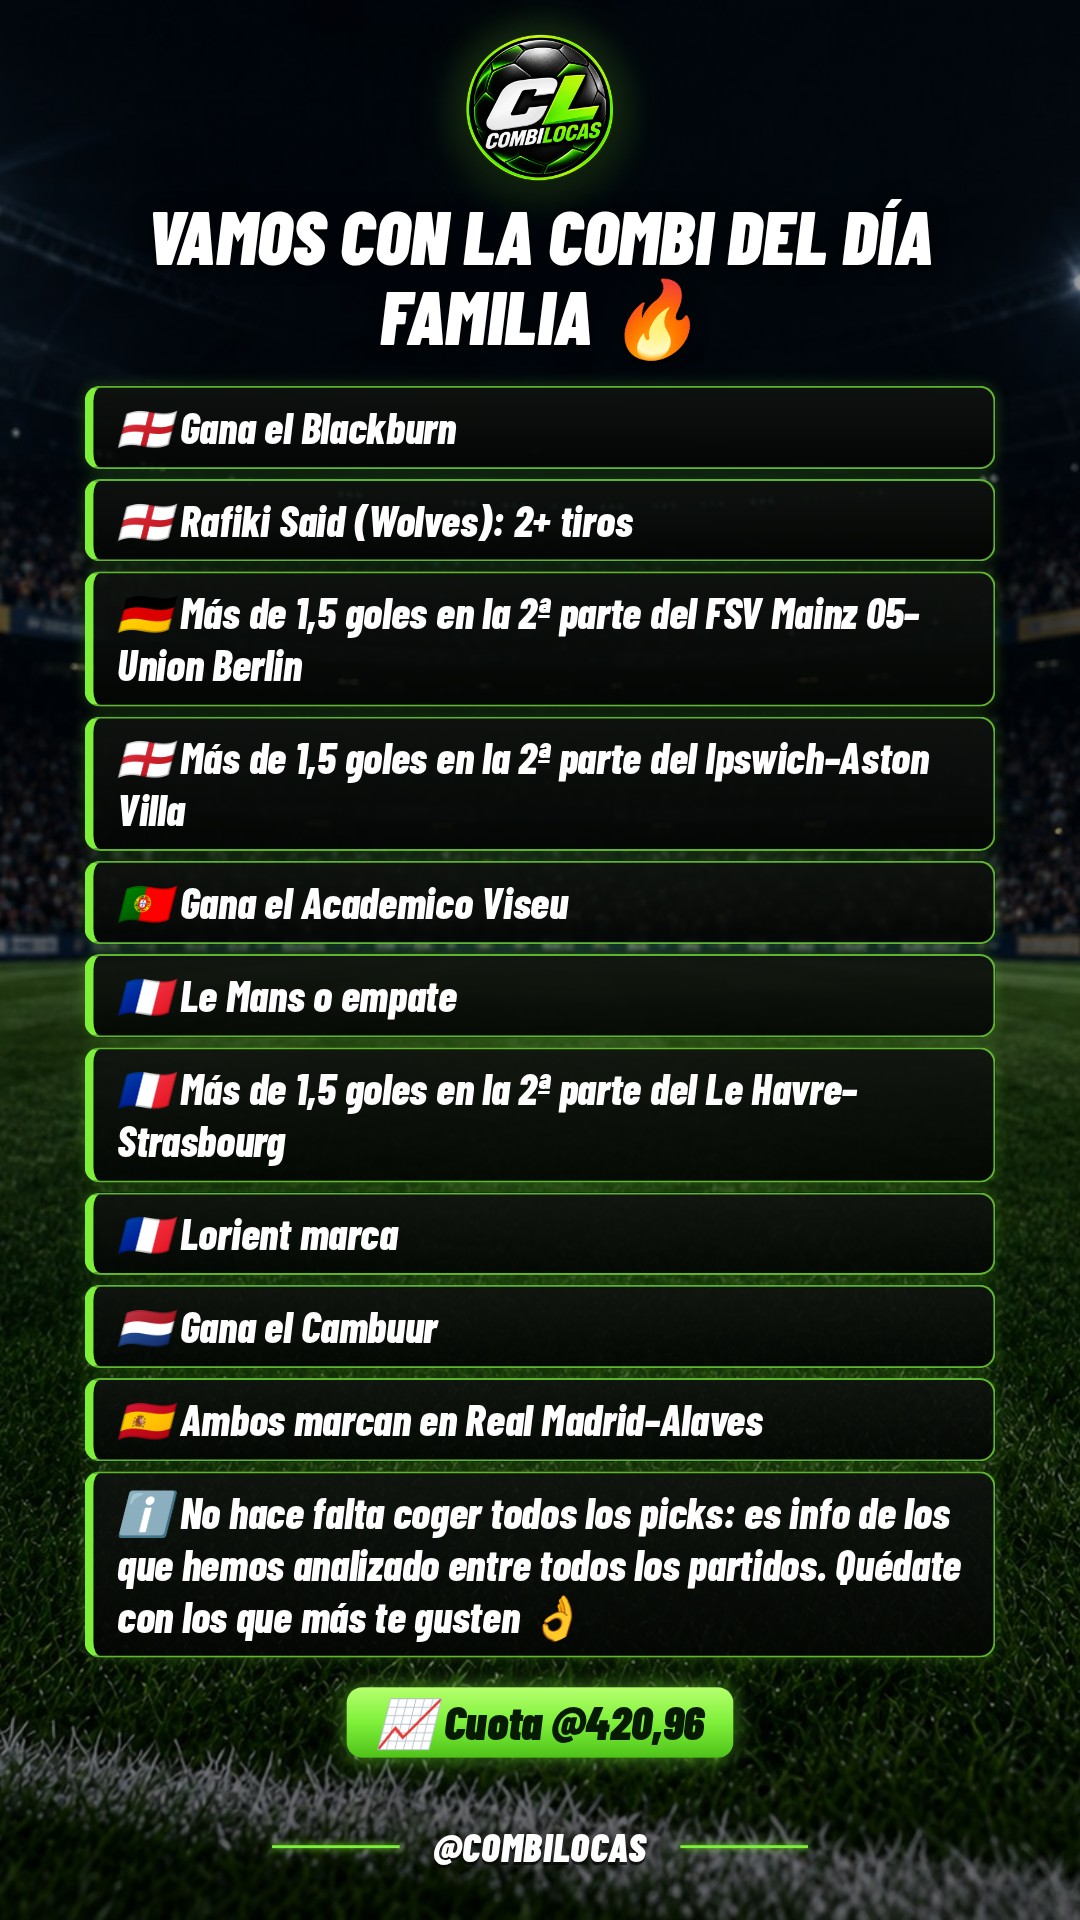 CL
COMBILOCAS
VAMOS CON LA COMBI DEL DÍA
FAMILIA 🔥
🏴󠁧󠁢󠁥󠁮󠁧󠁿 Gana el Blackburn
🏴󠁧󠁢󠁥󠁮󠁧󠁿 Rafiki Said (Wolves): 2+ tiros
🇩🇪 Más de 1,5 goles en la 2ª parte del FSV Mainz 05-
Union Berlin
🏴󠁧󠁢󠁥󠁮󠁧󠁿 Más de 1,5 goles en la 2ª parte del Ipswich-Aston
Villa
🇵🇹 Gana el Academico Viseu
🇫🇷 Le Mans o empate
🇫🇷 Más de 1,5 goles en la 2ª parte del Le Havre-
Strasbourg
🇫🇷 Lorient marca
🇳🇱 Gana el Cambuur
🇪🇸 Ambos marcan en Real Madrid-Alaves
ℹ️ No hace falta coger todos los picks: es info de los
que hemos analizado entre todos los partidos. Quédate
con los que más te gusten 👌
📈 Cuota @420,96
@COMBILOCAS